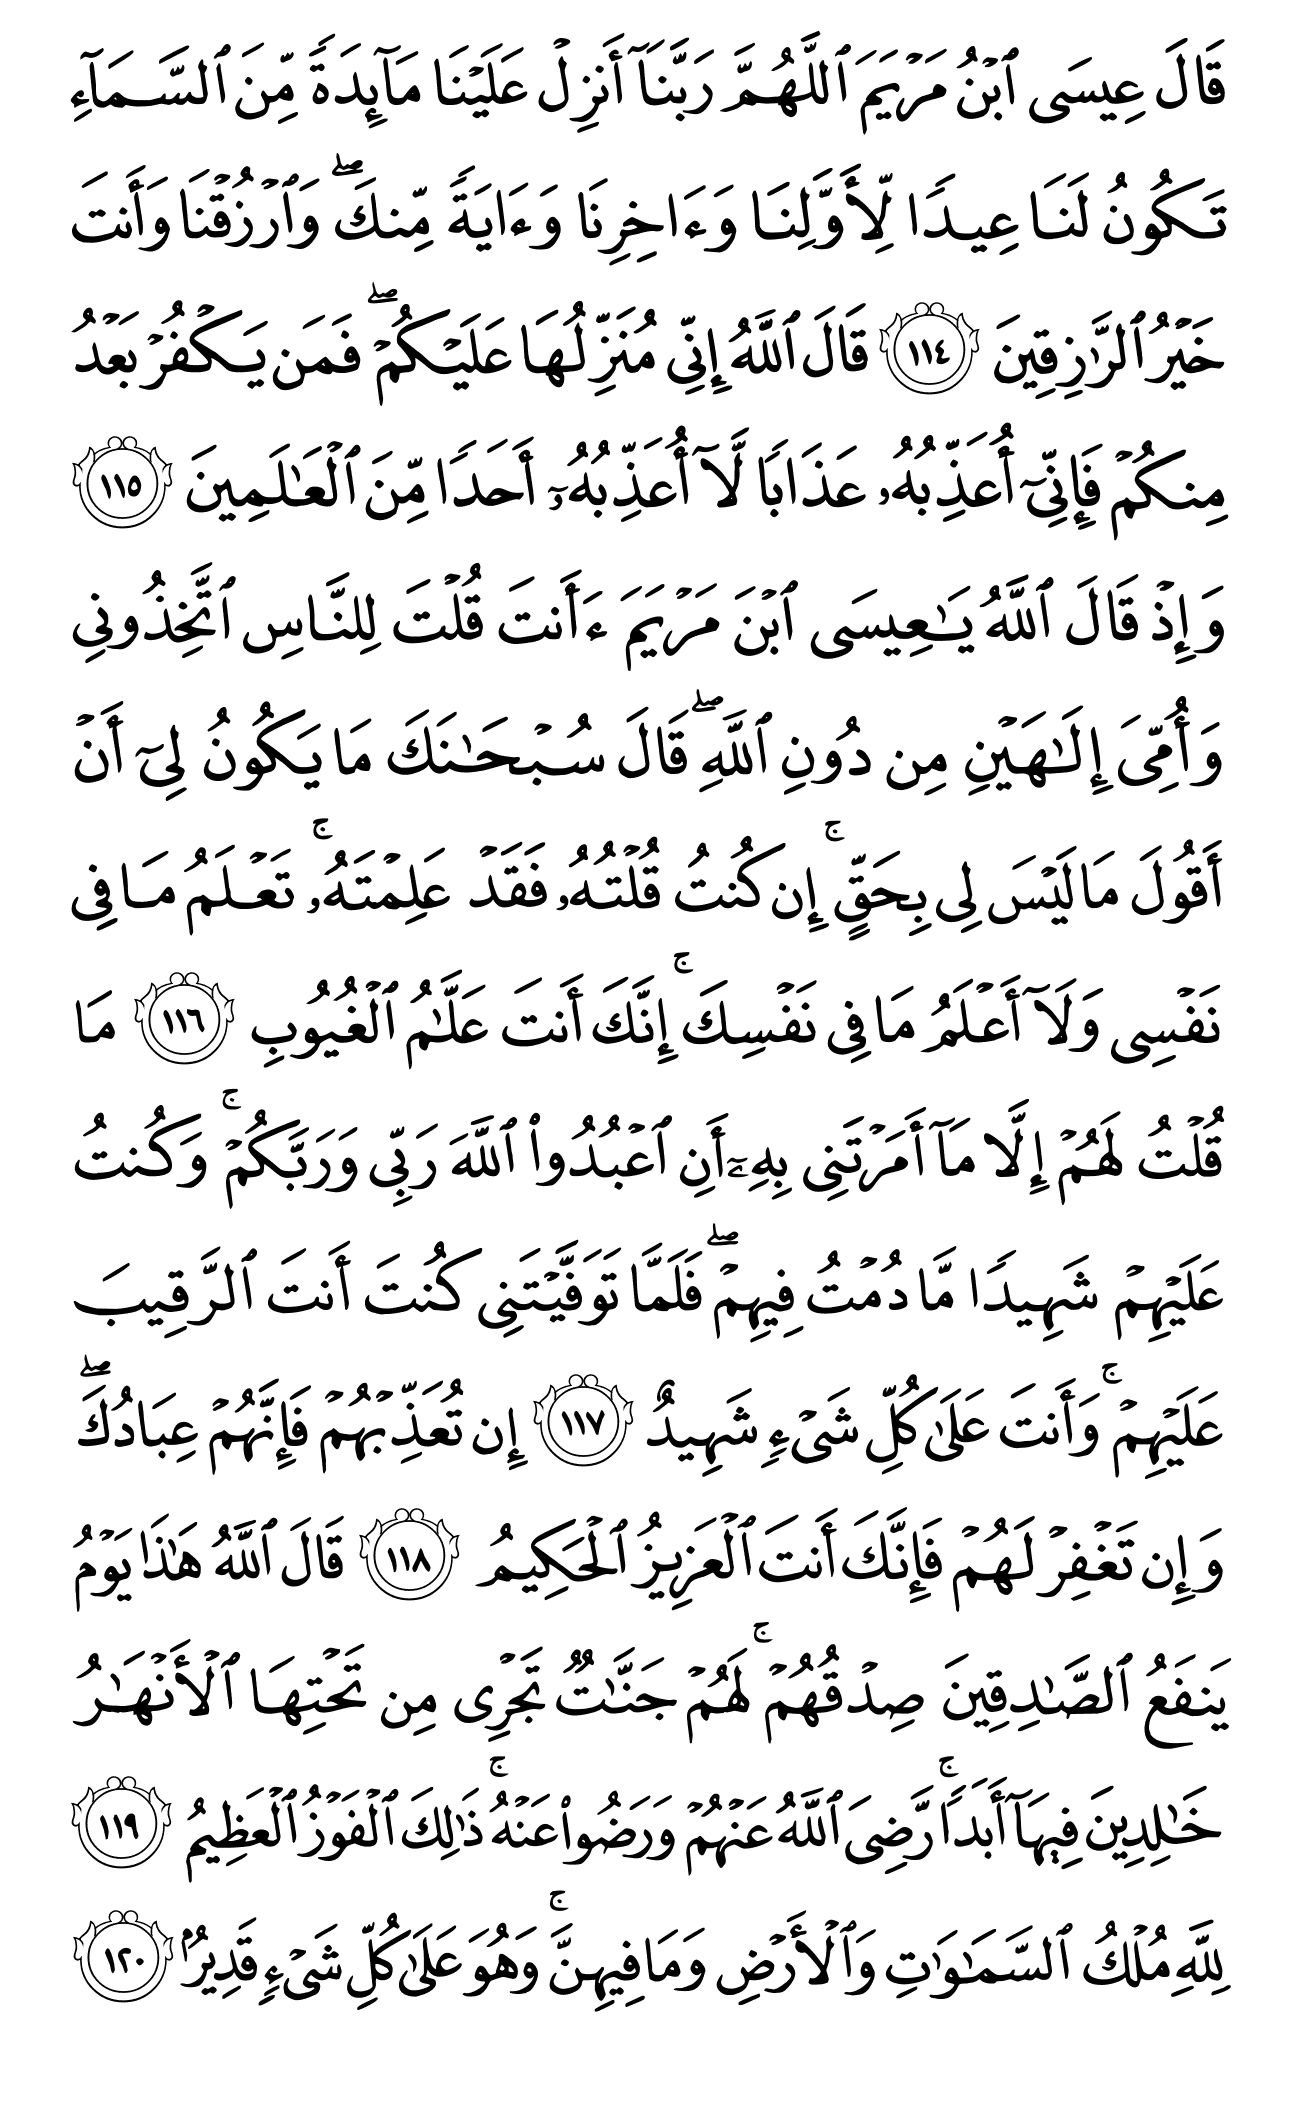 قَالَ عِيسَى ٱبْنُ مَرْيَمَ ٱللَّهُمَّ رَبَّنَآ أَنزِلْ عَلَيْنَا مَآئِدَةً مِّنَ ٱلسَّمَآءِ
تَكُونُ لَنَا عِيدًا لِّأَوَّلِنَا وَءَاخِرِنَا وَءَايَةً مِّنكَ ۖ وَٱرْزُقْنَا وَأَنتَ
خَيْرُ ٱلرَّٰزِقِينَ ١١٤ قَالَ ٱللَّهُ إِنِّى مُنَزِّلُهَا عَلَيْكُمْ ۖ فَمَن يَكْفُرْ بَعْدُ
مِنكُمْ فَإِنِّىٓ أُعَذِّبُهُۥ عَذَابًا لَّآ أُعَذِّبُهُۥٓ أَحَدًا مِّنَ ٱلْعَٰلَمِينَ ١١٥
وَإِذْ قَالَ ٱللَّهُ يَٰعِيسَى ٱبْنَ مَرْيَمَ ءَأَنتَ قُلْتَ لِلنَّاسِ ٱتَّخِذُونِى
وَأُمِّىَ إِلَٰهَيْنِ مِن دُونِ ٱللَّهِ ۖ قَالَ سُبْحَٰنَكَ مَا يَكُونُ لِىٓ أَنْ
أَقُولَ مَا لَيْسَ لِى بِحَقٍّ ۚ إِن كُنتُ قُلْتُهُۥ فَقَدْ عَلِمْتَهُۥ ۚ تَعْلَمُ مَا فِى
نَفْسِى وَلَآ أَعْلَمُ مَا فِى نَفْسِكَ ۚ إِنَّكَ أَنتَ عَلَّٰمُ ٱلْغُيُوبِ ١١٦ مَا
قُلْتُ لَهُمْ إِلَّا مَآ أَمَرْتَنِى بِهِۦٓ أَنِ ٱعْبُدُوا۟ ٱللَّهَ رَبِّى وَرَبَّكُمْ ۚ وَكُنتُ
عَلَيْهِمْ شَهِيدًا مَّا دُمْتُ فِيهِمْ ۖ فَلَمَّا تَوَفَّيْتَنِى كُنتَ أَنتَ ٱلرَّقِيبَ
عَلَيْهِمْ ۚ وَأَنتَ عَلَىٰ كُلِّ شَىْءٍ شَهِيدٌ ١١٧ إِن تُعَذِّبْهُمْ فَإِنَّهُمْ عِبَادُكَ ۖ
وَإِن تَغْفِرْ لَهُمْ فَإِنَّكَ أَنتَ ٱلْعَزِيزُ ٱلْحَكِيمُ ١١٨ قَالَ ٱللَّهُ هَٰذَا يَوْمُ
يَنفَعُ ٱلصَّٰدِقِينَ صِدْقُهُمْ ۚ لَهُمْ جَنَّٰتٌ تَجْرِى مِن تَحْتِهَا ٱلْأَنْهَٰرُ
خَٰلِدِينَ فِيهَآ أَبَدًا ۚ رَّضِىَ ٱللَّهُ عَنْهُمْ وَرَضُوا۟ عَنْهُ ۚ ذَٰلِكَ ٱلْفَوْزُ ٱلْعَظِيمُ ١١٩
لِلَّهِ مُلْكُ ٱلسَّمَٰوَٰتِ وَٱلْأَرْضِ وَمَا فِيهِنَّ ۚ وَهُوَ عَلَىٰ كُلِّ شَىْءٍ قَدِيرٌۢ ١٢٠